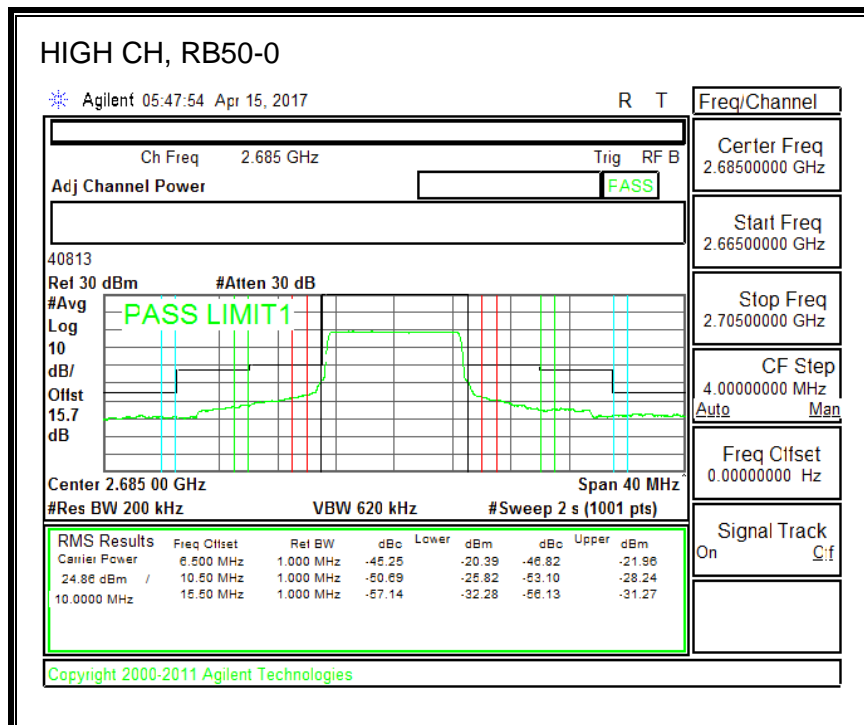 HIGH CH, RB50-0
Agilent 05:47:54 Apr 15, 2017 R T
Freq/Channel
Ch Freq 2.685 GHz Trig RF B
Adj Channel Power PASS
Center Freq
2.68500000 GHz
Start Freq
2.66500000 GHz
40813
Ref 30 dBm #Atten 30 dB
#Avg
Log
10
dB/
Offst
15.7
dB
PASS LIMIT1
Stop Freq
2.70500000 GHz
CF Step
4.00000000 MHz
Auto Man
Freq Offset
0.00000000 Hz
Center 2.685 00 GHz Span 40 MHz
#Res BW 200 kHz VBW 620 kHz #Sweep 2 s (1001 pts)
Signal Track
On Off
RMS Results Freq Offset Ref BW dBc Lower dBm dBc Upper dBm
Carrier Power 6.500 MHz 1.000 MHz -45.25 -20.39 -46.82 -21.96
24.86 dBm / 10.50 MHz 1.000 MHz -50.69 -25.82 -53.10 -28.24
10.0000 MHz 15.50 MHz 1.000 MHz -57.14 -32.28 -56.13 -31.27
Copyright 2000-2011 Agilent Technologies